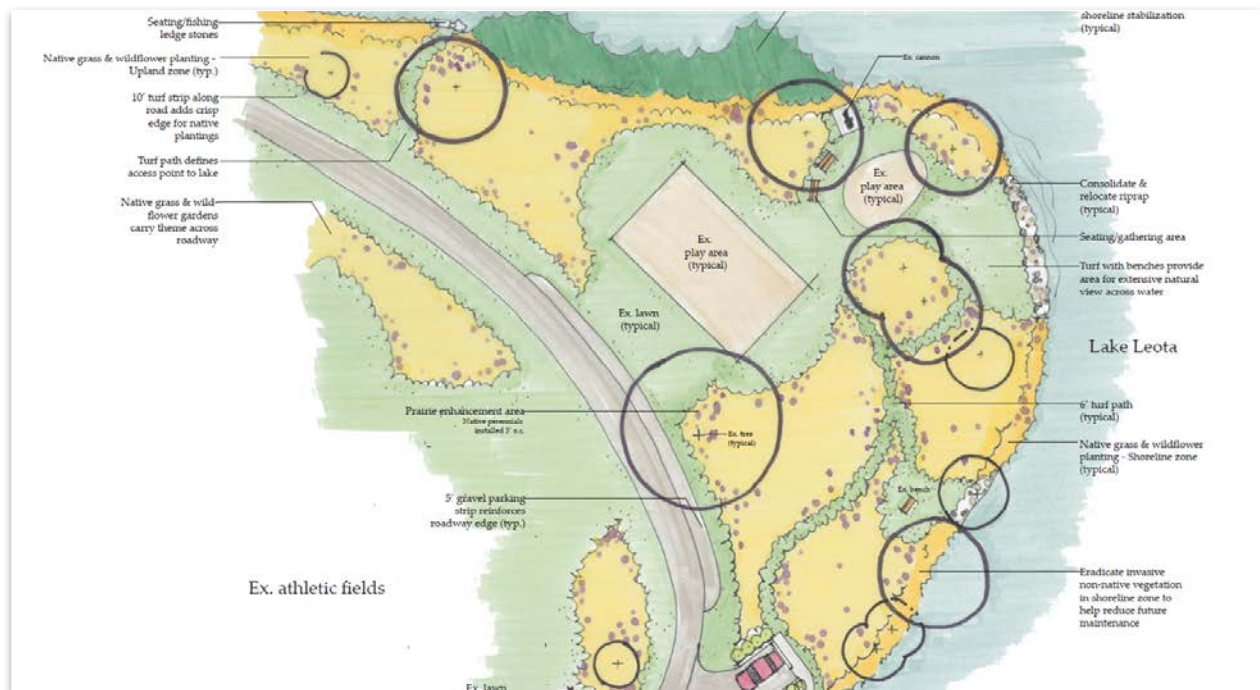 Seating/fishing
ledge stones
Native grass & wildflower planting -
Upland zone (typ.)
10' turf strip along
road adds crisp
edge for native
plantings
Turf path defines
access point to lake
Native grass & wild-
flower gardens
carry theme across
roadway
shoreline stabilization
(typical)
Ex. cannon
Ex.
play area
(typical)
Ex.
play area
(typical)
Consolidate &
relocate riprap
(typical)
Seating/gathering area
Turf with benches provide
area for extensive natural
view across water
Ex. lawn
(typical)
Lake Leota
Prairie enhancement area
Native perennials
installed 3' o.c.
Ex. tree
(typical)
6' turf path
(typical)
Native grass & wildflower
planting - Shoreline zone
(typical)
Ex. bench
5' gravel parking
strip reinforces
roadway edge (typ.)
Ex. athletic fields
Eradicate invasive
non-native vegetation
in shoreline zone to
help reduce future
maintenance
Ex. lawn